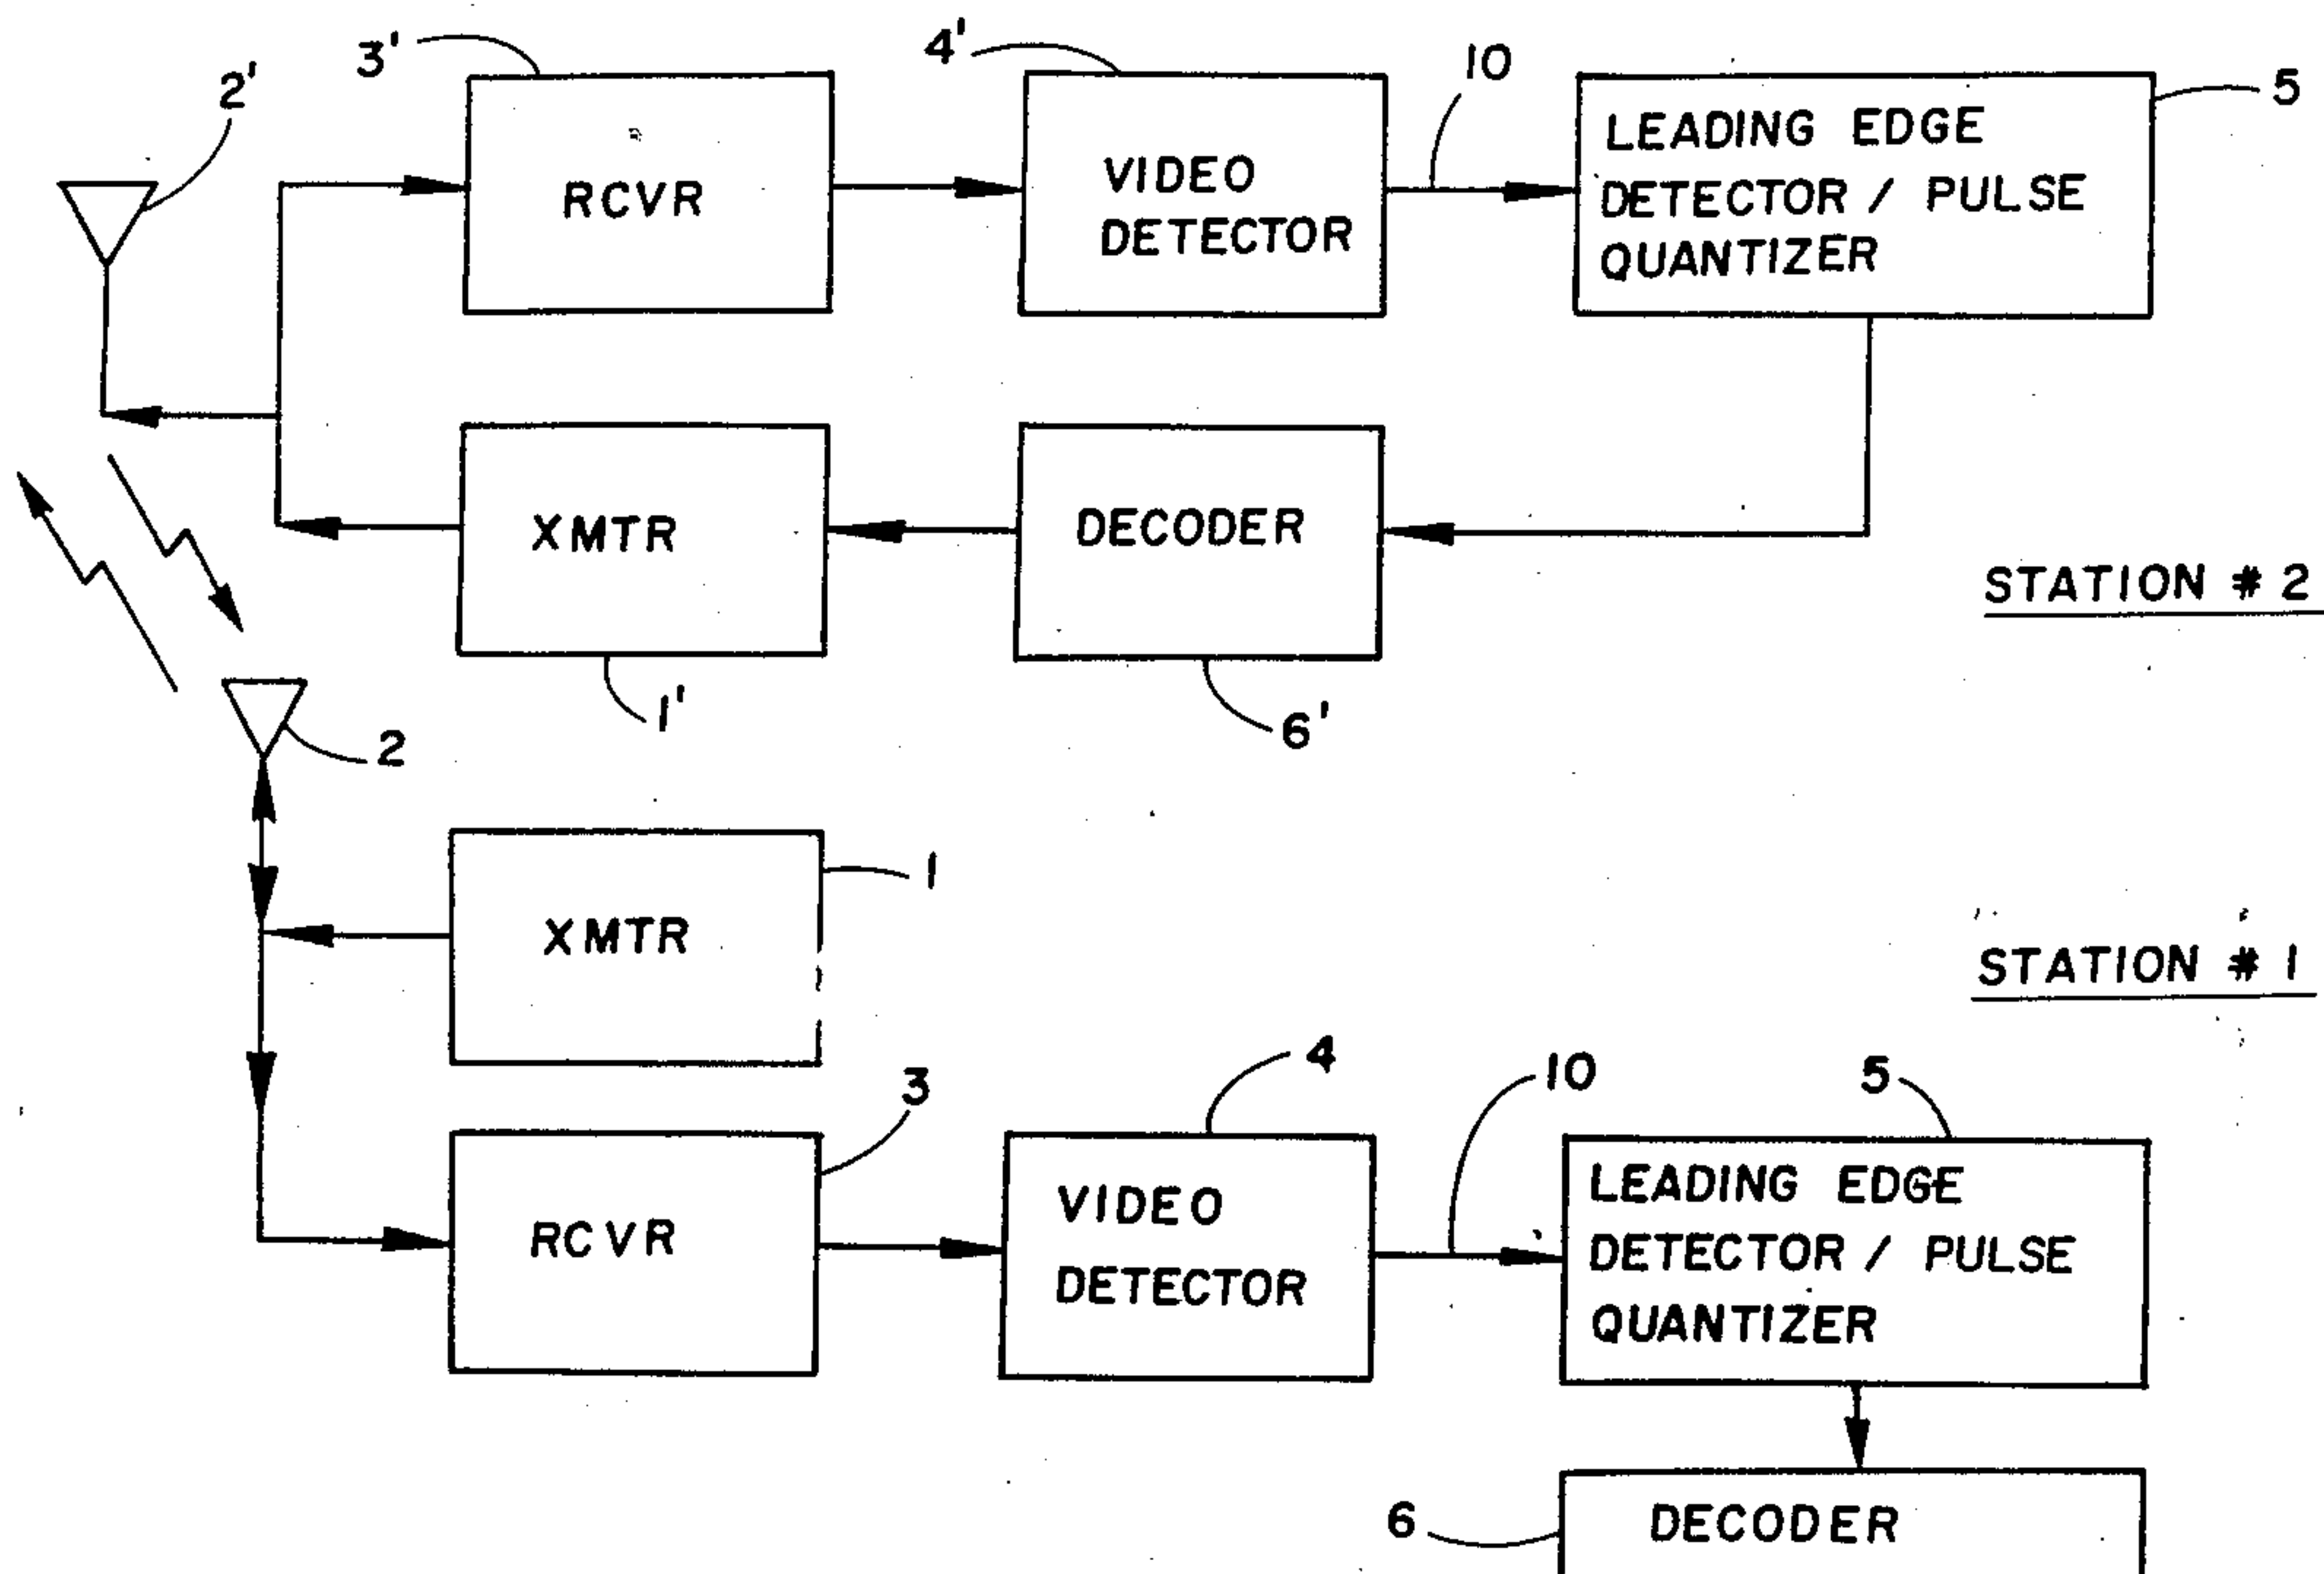 3'
4'
10
5
2'
RCVR
VIDEO
DETECTOR
LEADING EDGE
DETECTOR / PULSE
QUANTIZER
XMTR
DECODER
STATION # 2
1'
6'
2
1
XMTR
STATION # 1
3
4
10
5
RCVR
VIDEO
DETECTOR
LEADING EDGE
DETECTOR / PULSE
QUANTIZER
6
DECODER